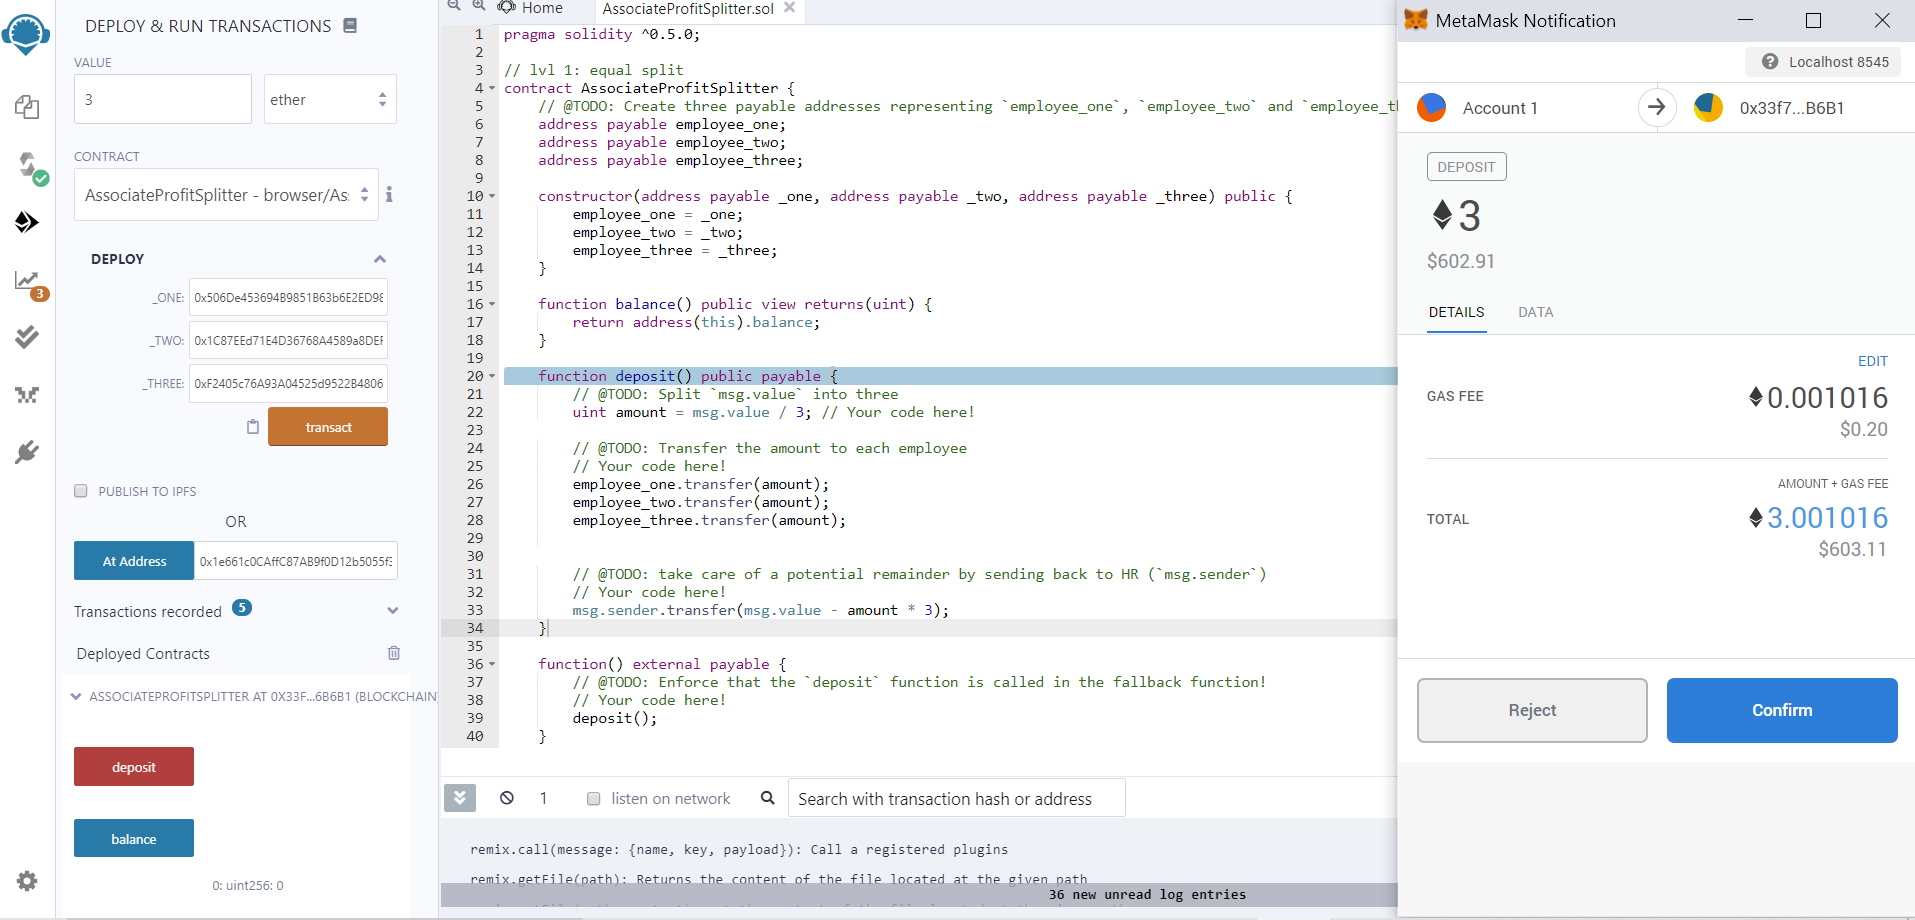 DEPLOY & RUN TRANSACTIONS
VALUE
3
ether
CONTRACT
AssociateProfitSplitter - browser/As
DEPLOY
_ONE: 0x506De453694B9851B63b6E2ED98
_TWO: 0x1C87EEd71E4D36768A4589a8DEF
_THREE: 0xF2405c76A93A04525d9522B4806
transact
PUBLISH TO IPFS
OR
At Address 0x1e661c0CAffC87AB9f0D12b5055f
Transactions recorded 5
Deployed Contracts
ASSOCIATEPROFITSPLITTER AT 0X33F...6B6B1 (BLOCKCHAIN)
deposit
balance
0: uint256: 0
3
Home
AssociateProfitSplitter.sol
1 pragma solidity ^0.5.0;
2
3 // lvl 1: equal split
4 contract AssociateProfitSplitter {
5 // @TODO: Create three payable addresses representing `employee_one`, `employee_two` and `employee_th
6 address payable employee_one;
7 address payable employee_two;
8 address payable employee_three;
9
10 constructor(address payable _one, address payable _two, address payable _three) public {
11 employee_one = _one;
12 employee_two = _two;
13 employee_three = _three;
14 }
15
16 function balance() public view returns(uint) {
17 return address(this).balance;
18 }
19
20 function deposit() public payable {
21 // @TODO: Split `msg.value` into three
22 uint amount = msg.value / 3; // Your code here!
23
24 // @TODO: Transfer the amount to each employee
25 // Your code here!
26 employee_one.transfer(amount);
27 employee_two.transfer(amount);
28 employee_three.transfer(amount);
29
30
31 // @TODO: take care of a potential remainder by sending back to HR (`msg.sender`)
32 // Your code here!
33 msg.sender.transfer(msg.value - amount * 3);
34 }
35
36 function() external payable {
37 // @TODO: Enforce that the `deposit` function is called in the fallback function!
38 // Your code here!
39 deposit();
40 }
1
listen on network
Search with transaction hash or address
remix.call(message: {name, key, payload}): Call a registered plugins
remix.getFile(path): Returns the content of the file located at the given path
36 new unread log entries
MetaMask Notification
Localhost 8545
Account 1
0x33f7...B6B1
DEPOSIT
3
$602.91
DETAILS
DATA
EDIT
GAS FEE
0.001016
$0.20
AMOUNT + GAS FEE
TOTAL
3.001016
$603.11
Reject
Confirm